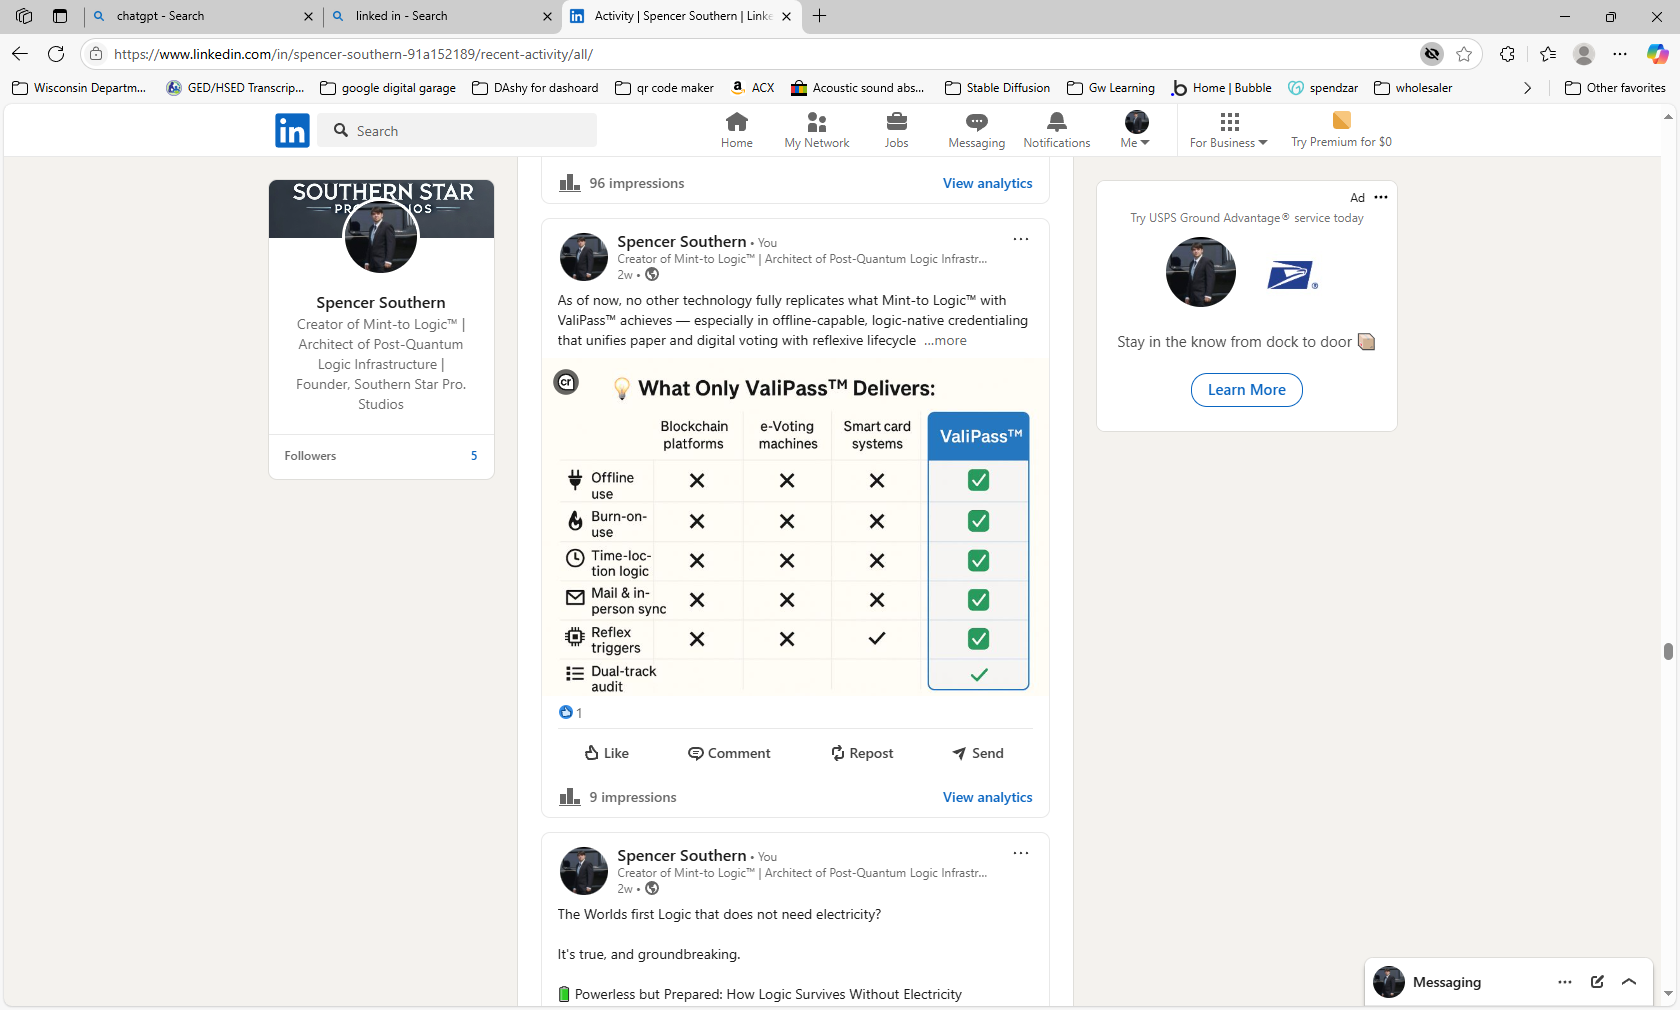 chatgpt - Search
linked in - Search
Activity | Spencer Southern | Linke
https://www.linkedin.com/in/spencer-southern-91a152189/recent-activity/all/
Wisconsin Departm...
GED/HSED Transcrip...
google digital garage
DAshy for dashoard
qr code maker
ACX
Acoustic sound abs...
Stable Diffusion
Gw Learning
Home | Bubble
spendzar
wholesaler
Other favorites
in
Search
Home
My Network
Jobs
Messaging
Notifications
Me
For Business
Try Premium for $0
SOUTHERN STAR
Spencer Southern
Creator of Mint-to Logic™ |
Architect of Post-Quantum
Logic Infrastructure |
Founder, Southern Star Pro.
Studios
Followers 5
96 impressions View analytics
Spencer Southern • You
Creator of Mint-to Logic™ | Architect of Post-Quantum Logic Infrastr...
2w •
As of now, no other technology fully replicates what Mint-to Logic™ with
ValiPass™ achieves — especially in offline-capable, logic-native credentialing
that unifies paper and digital voting with reflexive lifecycle ...more
cr
What Only ValiPass™ Delivers:
Blockchain
platforms
e-Voting
machines
Smart card
systems
ValiPass™
Offline
use
Burn-on-
use
Time-loc-
tion logic
Mail & in-
person sync
Reflex
triggers
Dual-track
audit
1
Like
Comment
Repost
Send
9 impressions View analytics
Spencer Southern • You
Creator of Mint-to Logic™ | Architect of Post-Quantum Logic Infrastr...
2w •
The Worlds first Logic that does not need electricity?
It's true, and groundbreaking.
Powerless but Prepared: How Logic Survives Without Electricity
Ad
Try USPS Ground Advantage® service today
Stay in the know from dock to door
Learn More
Messaging